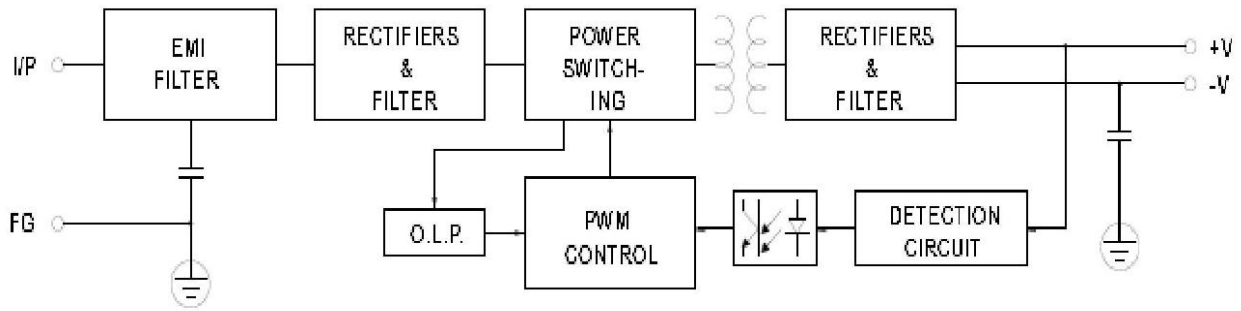 EMI
FILTER
RECTIFIERS
&
FILTER
POWER
SWITCH-
ING
RECTIFIERS
&
FILTER
I/P
+V
-V
FG
O.L.P.
PWM
CONTROL
DETECTION
CIRCUIT